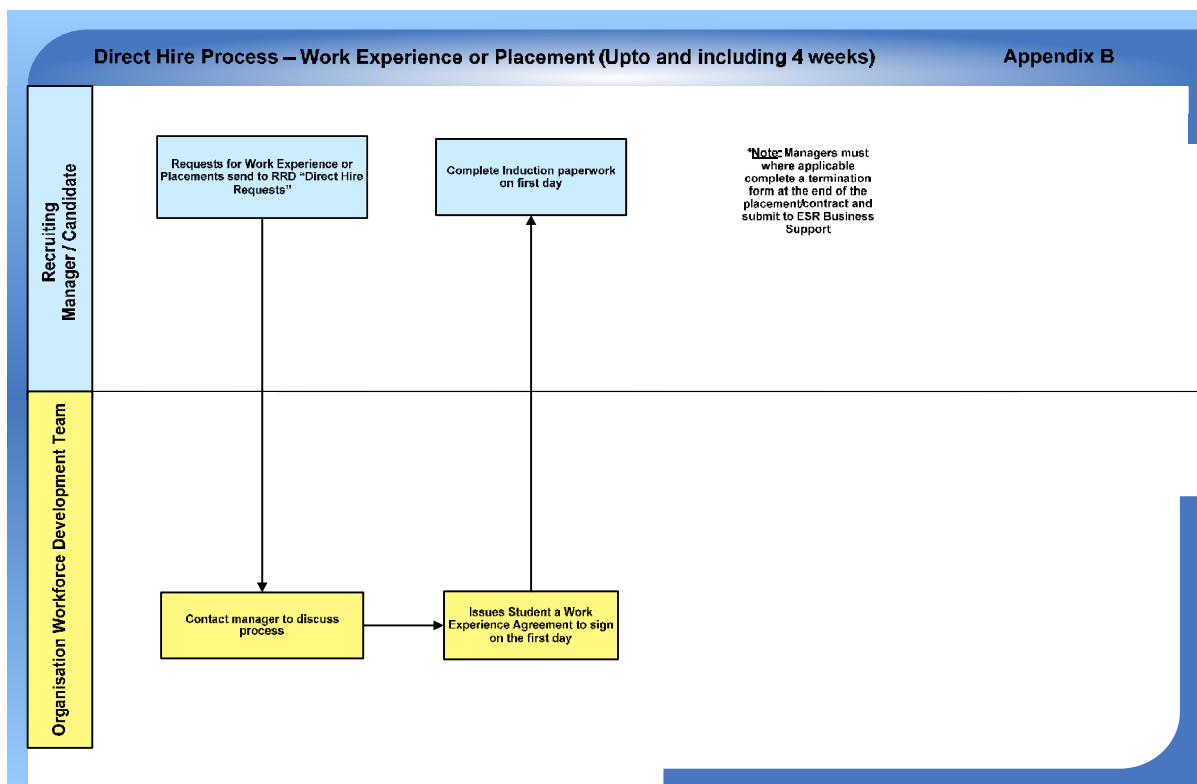 Direct Hire Process – Work Experience or Placement (Upto and including 4 weeks)
Appendix B
Recruiting
Manager / Candidate
Requests for Work Experience or
Placements send to RRD “Direct Hire
Requests”
Complete Induction paperwork
on first day
*Note: Managers must
where applicable
complete a termination
form at the end of the
placement/contract and
submit to ESR Business
Support
Organisation Workforce Development Team
Contact manager to discuss
process
Issues Student a Work
Experience Agreement to sign
on the first day